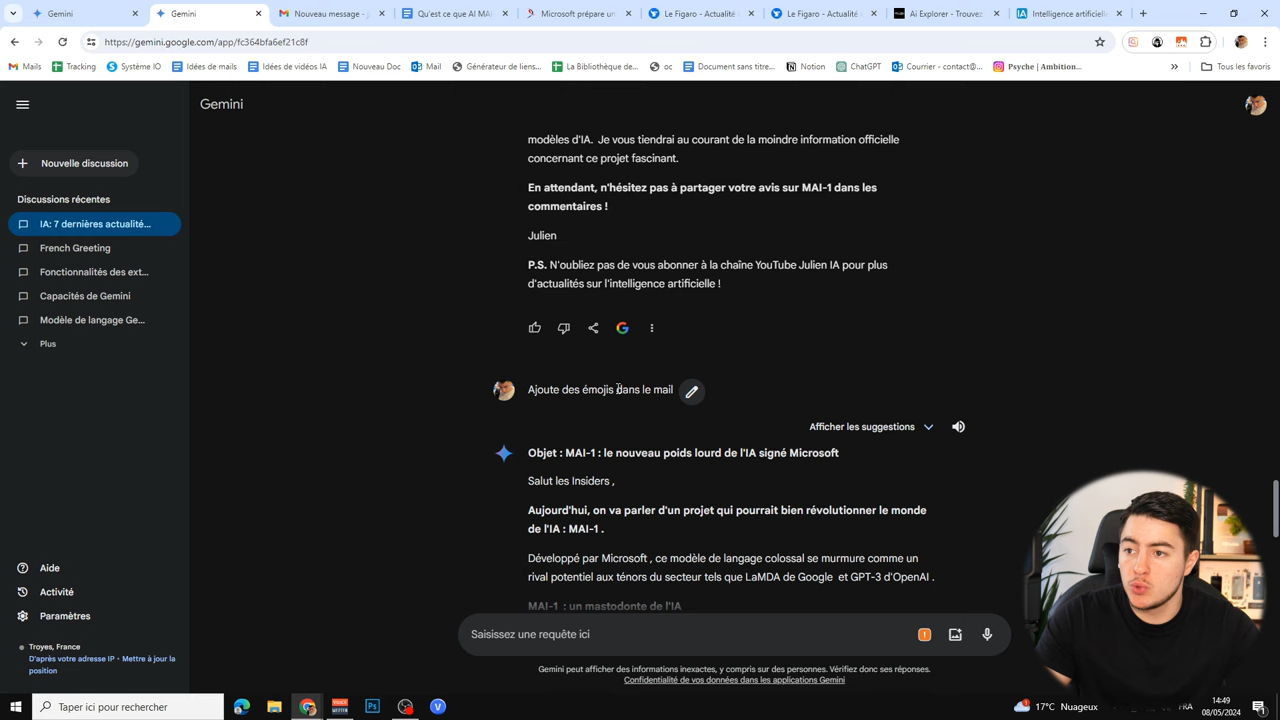 Gemini
Gemini
Nouveau message - j
Qu'est ce que AI MAI
Microsoft prépare un
Le Figaro - Actualité
Le Figaro - Actualité
Ai Explorer - Trouvez
Intelligence artificielle
https://gemini.google.com/app/fc364bfa6ef21c8f
Mails
Tracking
Système IO
Idées de mails
Idées de vidéos IA
Nouveau Doc
Mail
Générateur de liens...
La Bibliothèque de...
oc
Document sans titre...
Notion
ChatGPT
Courrier - contact@...
Psyche | Ambition...
Tous les favoris
Gemini
Nouvelle discussion
Discussions récentes
IA: 7 dernières actualité...
French Greeting
Fonctionnalités des ext...
Capacités de Gemini
Modèle de langage Ge...
Plus
Aide
Activité
Paramètres
Troyes, France
D'après votre adresse IP • Mettre à jour la
position
modèles d'IA. Je vous tiendrai au courant de la moindre information officielle
concernant ce projet fascinant.
En attendant, n'hésitez pas à partager votre avis sur MAI-1 dans les
commentaires !
Julien
P.S. N'oubliez pas de vous abonner à la chaîne YouTube Julien IA pour plus
d'actualités sur l'intelligence artificielle !
Ajoute des émojis dans le mail
Afficher les suggestions
Objet : MAI-1 : le nouveau poids lourd de l'IA signé Microsoft
Salut les Insiders ,
Aujourd'hui, on va parler d'un projet qui pourrait bien révolutionner le monde
de l'IA : MAI-1 .
Développé par Microsoft , ce modèle de langage colossal se murmure comme un
rival potentiel aux ténors du secteur tels que LaMDA de Google et GPT-3 d'OpenAI .
MAI-1 : un mastodonte de l'IA
Saisissez une requête ici
Gemini peut afficher des informations inexactes, y compris sur des personnes. Vérifiez donc ses réponses.
Confidentialité de vos données dans les applications Gemini
Taper ici pour rechercher
17°C Nuageux
FR
14:49
08/05/2024